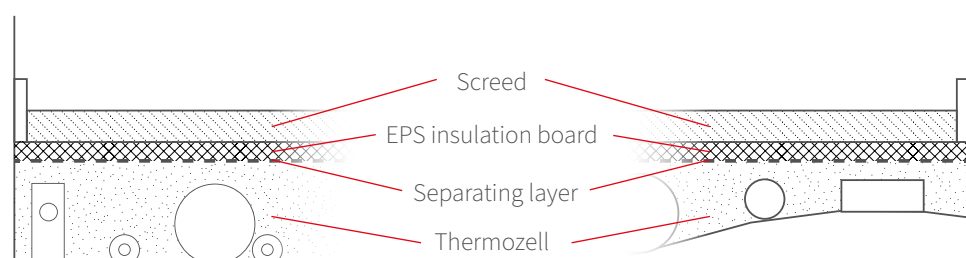 Screed
EPS insulation board
Separating layer
Thermozell